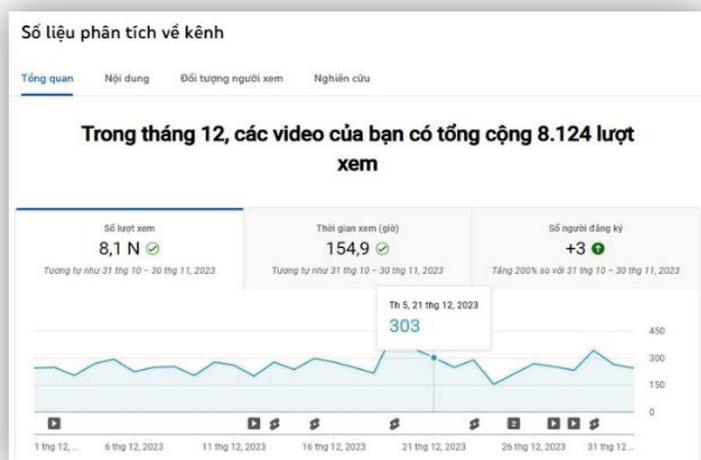 Số liệu phân tích về kênh
Tổng quan Nội dung Đối tượng người xem Nghiên cứu
Trong tháng 12, các video của bạn có tổng cộng 8.124 lượt
xem
Số lượt xem
8,1 N
Tương tự như 31 thg 10 – 30 thg 11, 2023
Thời gian xem (giờ)
154,9
Tương tự như 31 thg 10 – 30 thg 11, 2023
Số người đăng ký
+3
Tăng 200% so với 31 thg 10 – 30 thg 11, 2023
Th 5, 21 thg 12, 2023
303
450
300
150
0
2
1 thg 12, ... 6 thg 12, 2023 11 thg 12, 2023 16 thg 12, 2023 21 thg 12, 2023 26 thg 12, 2023 31 thg 12...